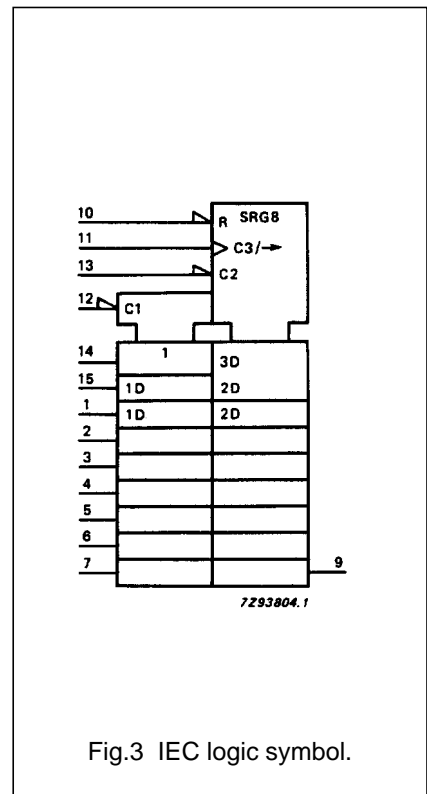 SRG8
10 R
11 C3/→
13 C2
12 C1
14 1 3D
15 1D 2D
1 1D 2D
2
3
4
5
6
7 9
7Z93804.1
Fig.3 IEC logic symbol.